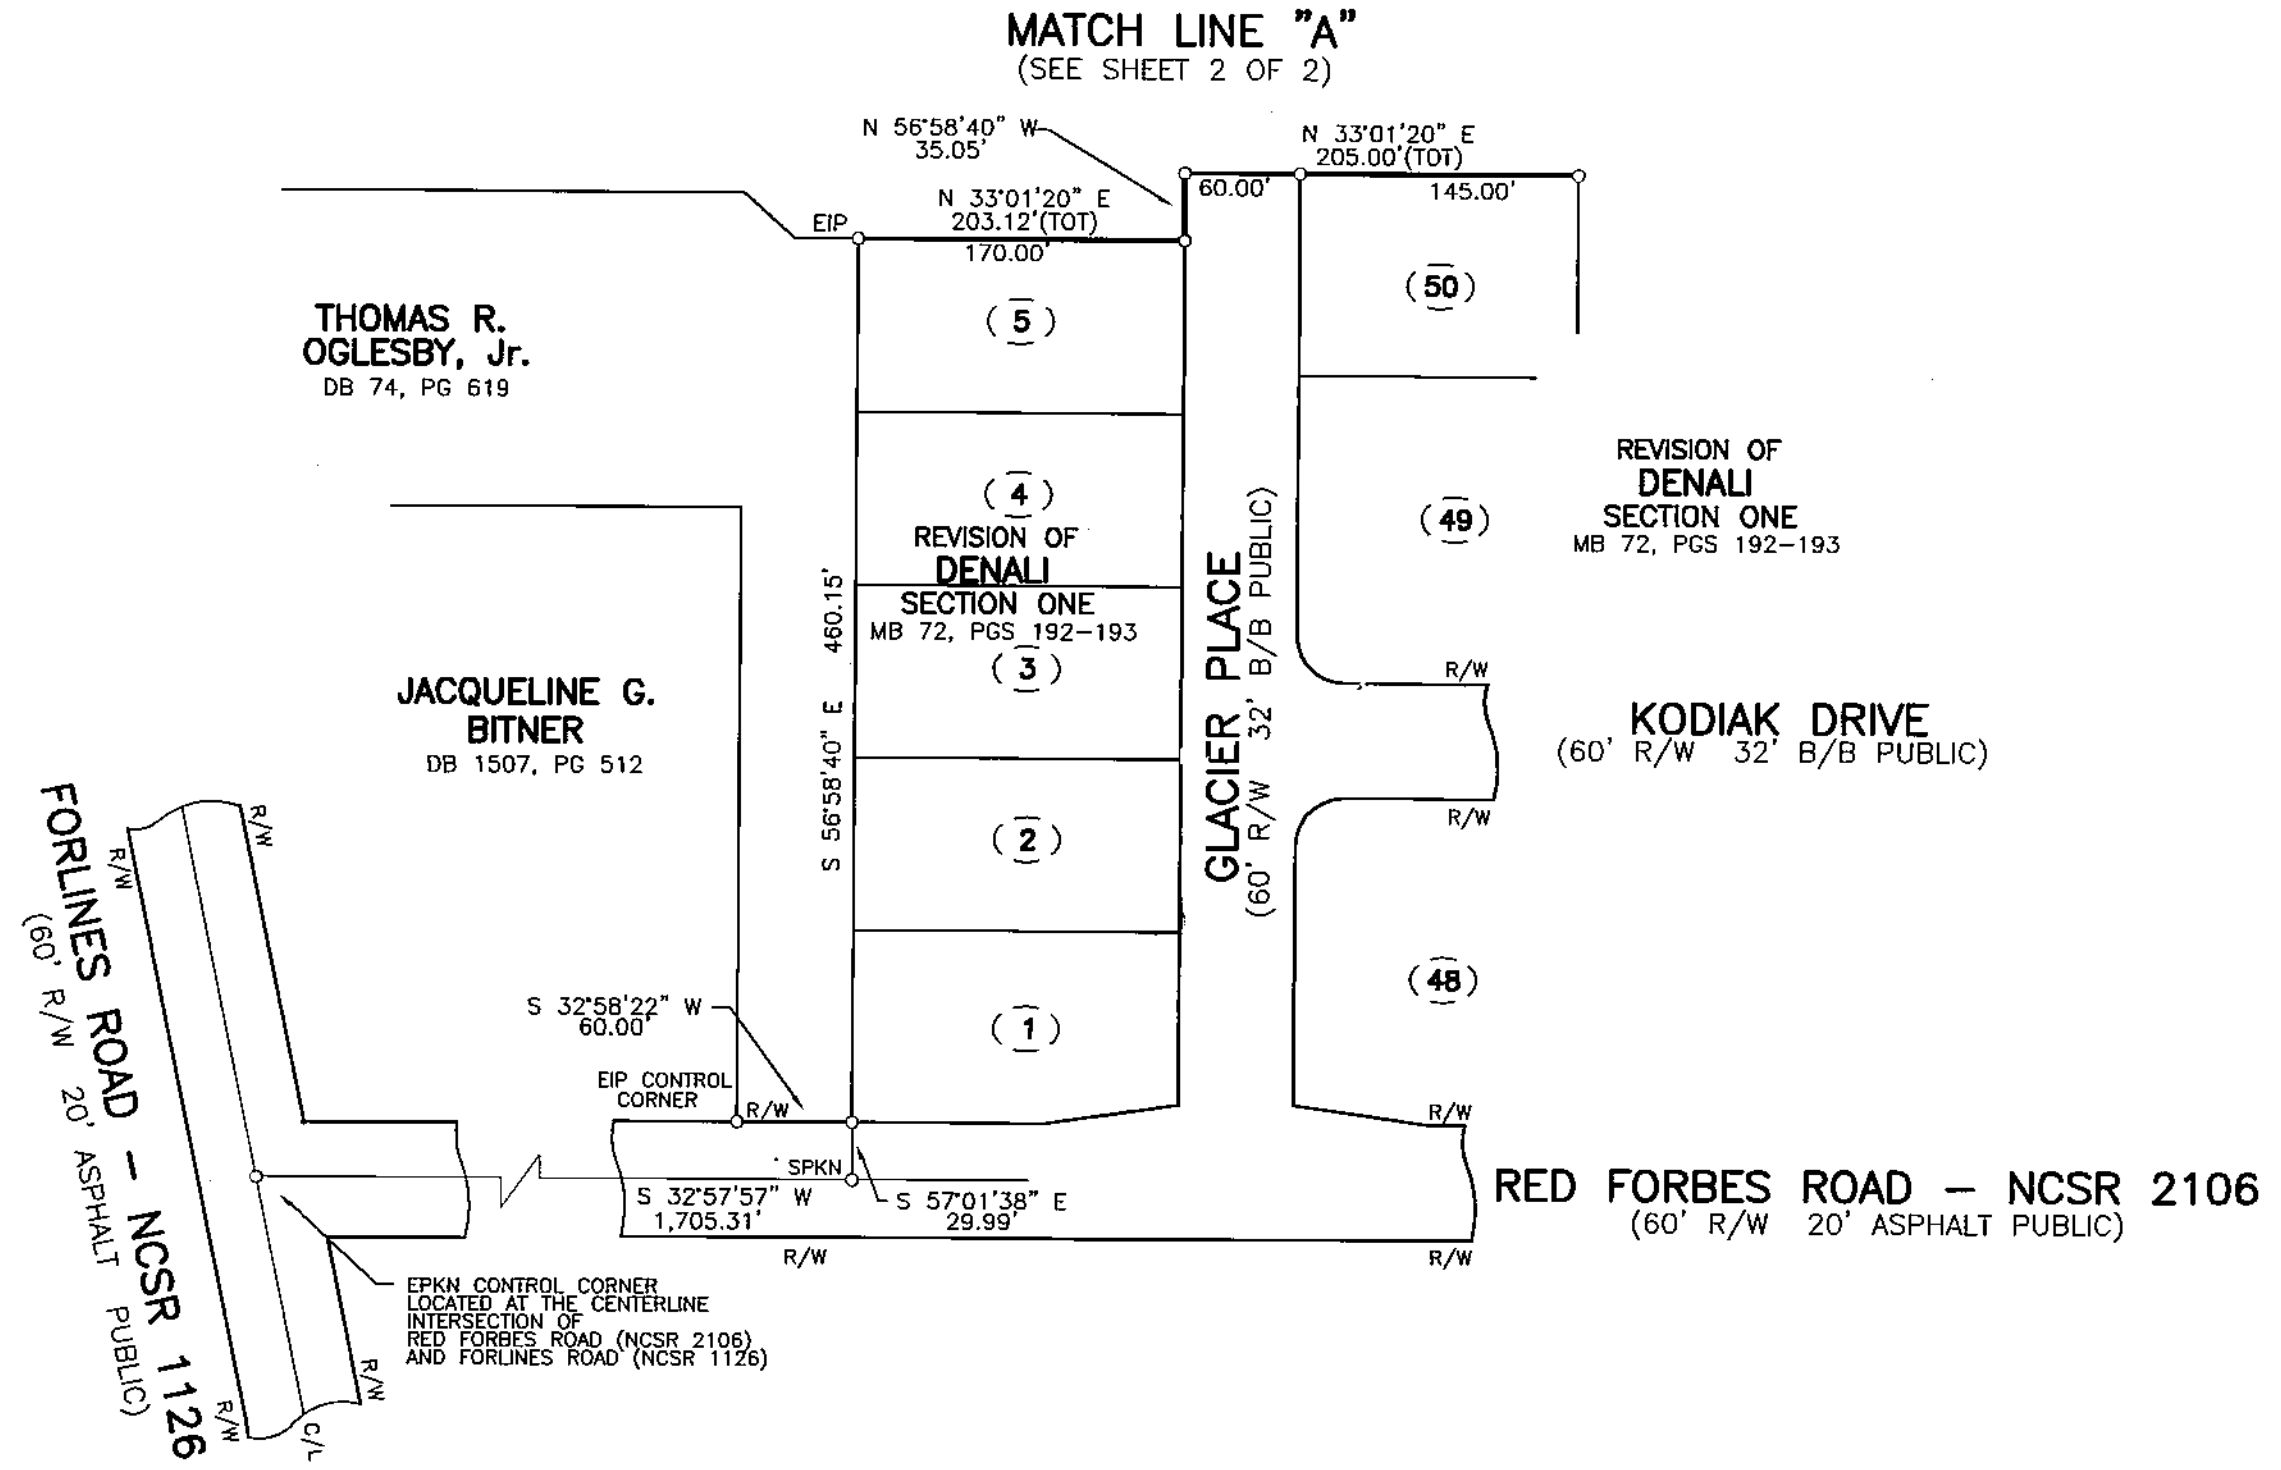 MATCH LINE "A"
(SEE SHEET 2 OF 2)
N 56°58'40" W
35.05'
N 33°01'20" E
205.00'(TOT)
60.00'
145.00'
N 33°01'20" E
203.12'(TOT)
170.00'
EIP
(5)
(50)
THOMAS R.
OGLESBY, Jr.
DB 74, PG 619
(4)
REVISION OF
DENALI
SECTION ONE
MB 72, PGS 192-193
(49)
REVISION OF
DENALI
SECTION ONE
MB 72, PGS 192-193
S 56°58'40" E 460.15'
(3)
GLACIER PLACE
(60' R/W 32' B/B PUBLIC)
R/W
KODIAK DRIVE
(60' R/W 32' B/B PUBLIC)
R/W
JACQUELINE G.
BITNER
DB 1507, PG 512
(2)
(48)
(1)
S 32°58'22" W
60.00'
EIP CONTROL
CORNER
R/W
R/W
FORLINES ROAD - NCSR 1126
(60' R/W 20' ASPHALT PUBLIC)
R/W
R/W
SPKN
S 32°57'57" W
1,705.31'
S 57°01'38" E
29.99'
RED FORBES ROAD - NCSR 2106
(60' R/W 20' ASPHALT PUBLIC)
R/W
R/W
EPKN CONTROL CORNER
LOCATED AT THE CENTERLINE
INTERSECTION OF
RED FORBES ROAD (NCSR 2106)
AND FORLINES ROAD (NCSR 1126)
R/W
R/W
C/L